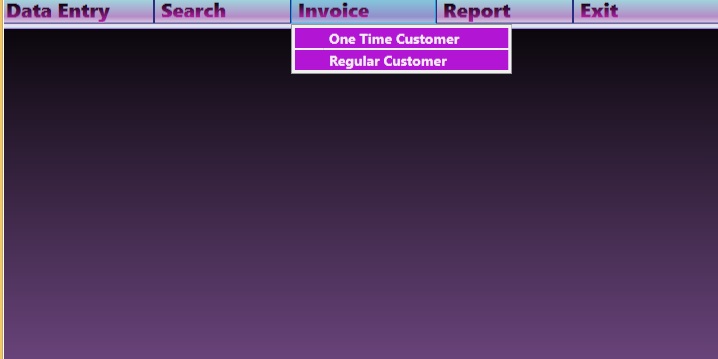 Data Entry Search Invoice Report Exit
One Time Customer
Regular Customer